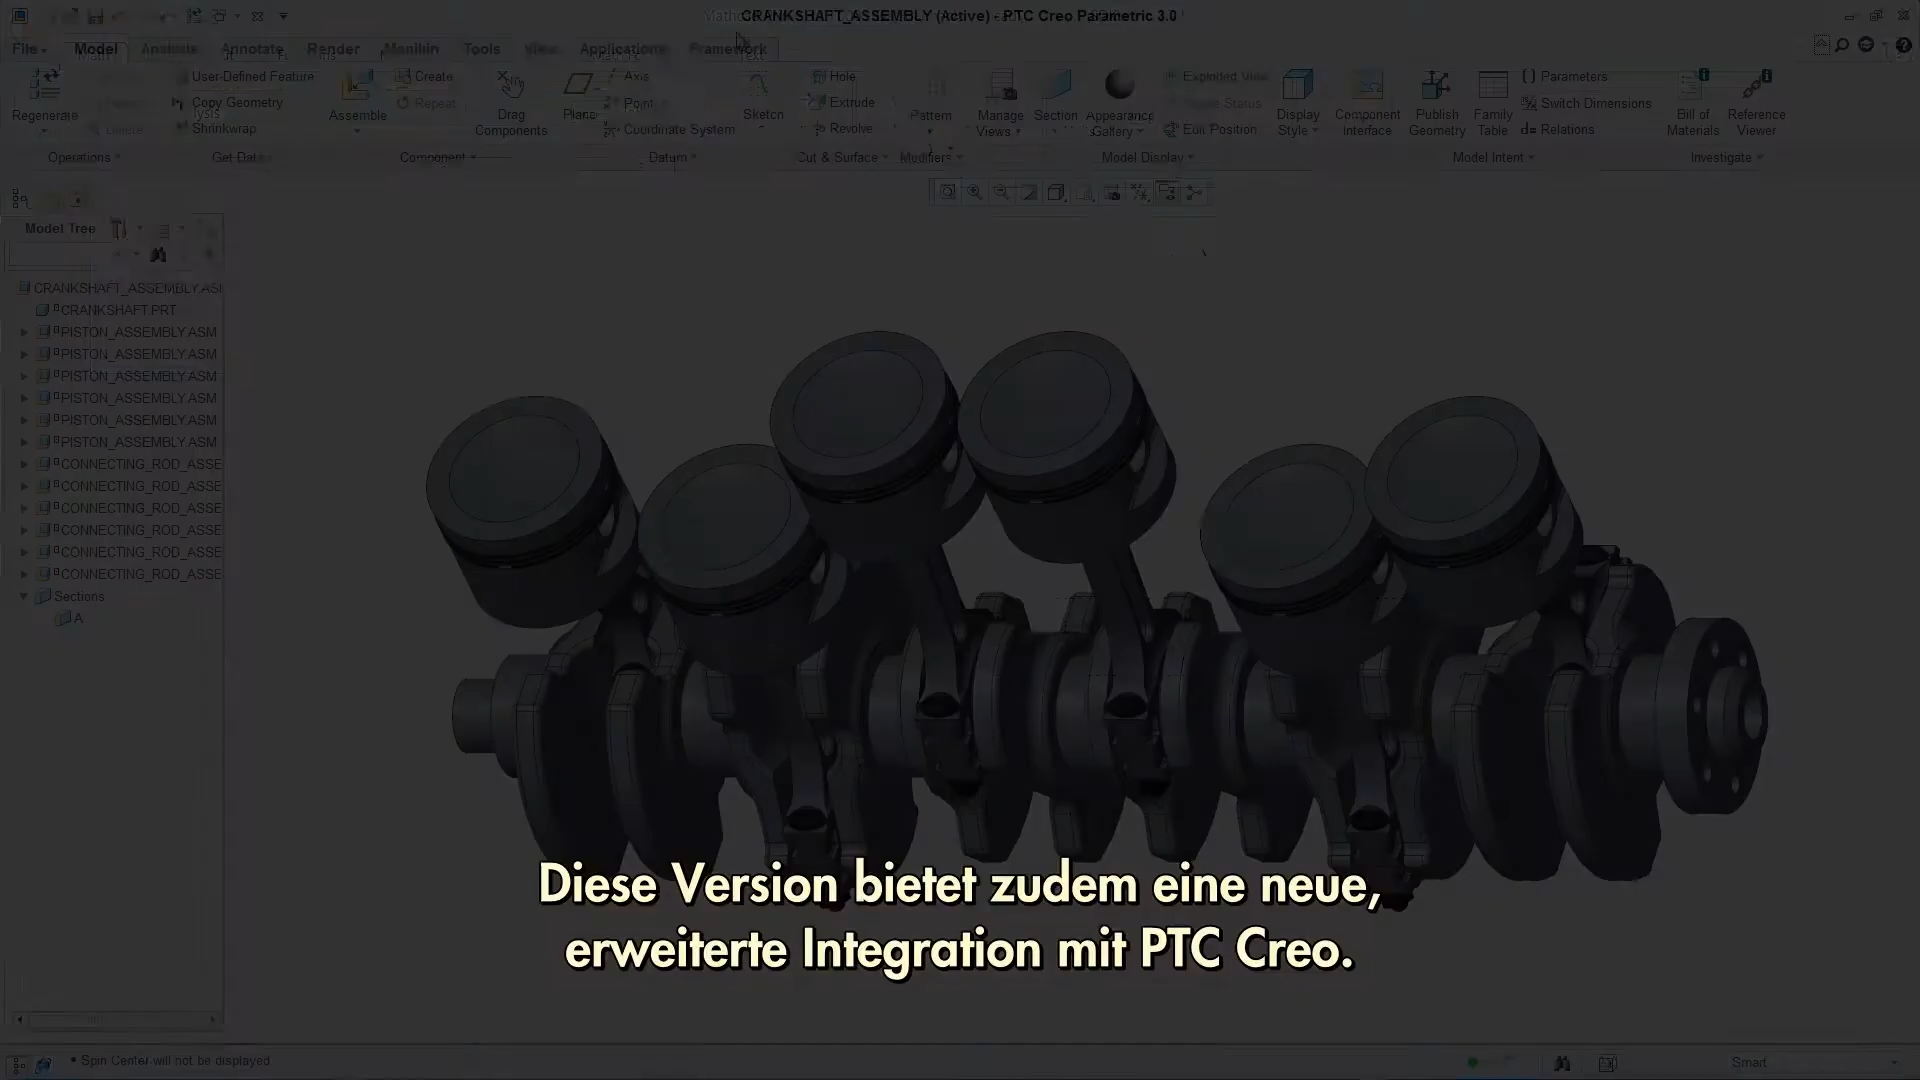 CRANKSHAFT_ASSEMBLY (Active) - PTC Creo Parametric 3.0
File Model Analysis Annotate Render Manikin Tools View Applications Framework
Regenerate
User-Defined Feature
Copy Geometry
Shrinkwrap
Assemble
Create
Repeat
Drag Components
Plane
Axis
Point
Coordinate System
Sketch
Hole
Extrude
Revolve
Pattern
Manage Views
Section
Appearance Gallery
Exploded View
Status
Edit Position
Display Style
Component Interface
Publish Geometry
Family Table
Parameters
Switch Dimensions
d= Relations
Bill of Materials
Reference Viewer
Operations
Get Data
Component
Datum
Cut & Surface
Modifiers
Model Display
Model Intent
Investigate
Model Tree
CRANKSHAFT_ASSEMBLY.AS
CRANKSHAFT.PRT
PISTON_ASSEMBLY.ASM
PISTON_ASSEMBLY.ASM
PISTON_ASSEMBLY.ASM
PISTON_ASSEMBLY.ASM
PISTON_ASSEMBLY.ASM
PISTON_ASSEMBLY.ASM
CONNECTING_ROD_ASSE
CONNECTING_ROD_ASSE
CONNECTING_ROD_ASSE
CONNECTING_ROD_ASSE
CONNECTING_ROD_ASSE
CONNECTING_ROD_ASSE
Sections
A
Diese Version bietet zudem eine neue,
erweiterte Integration mit PTC Creo.
• Spin Center will not be displayed
Smart